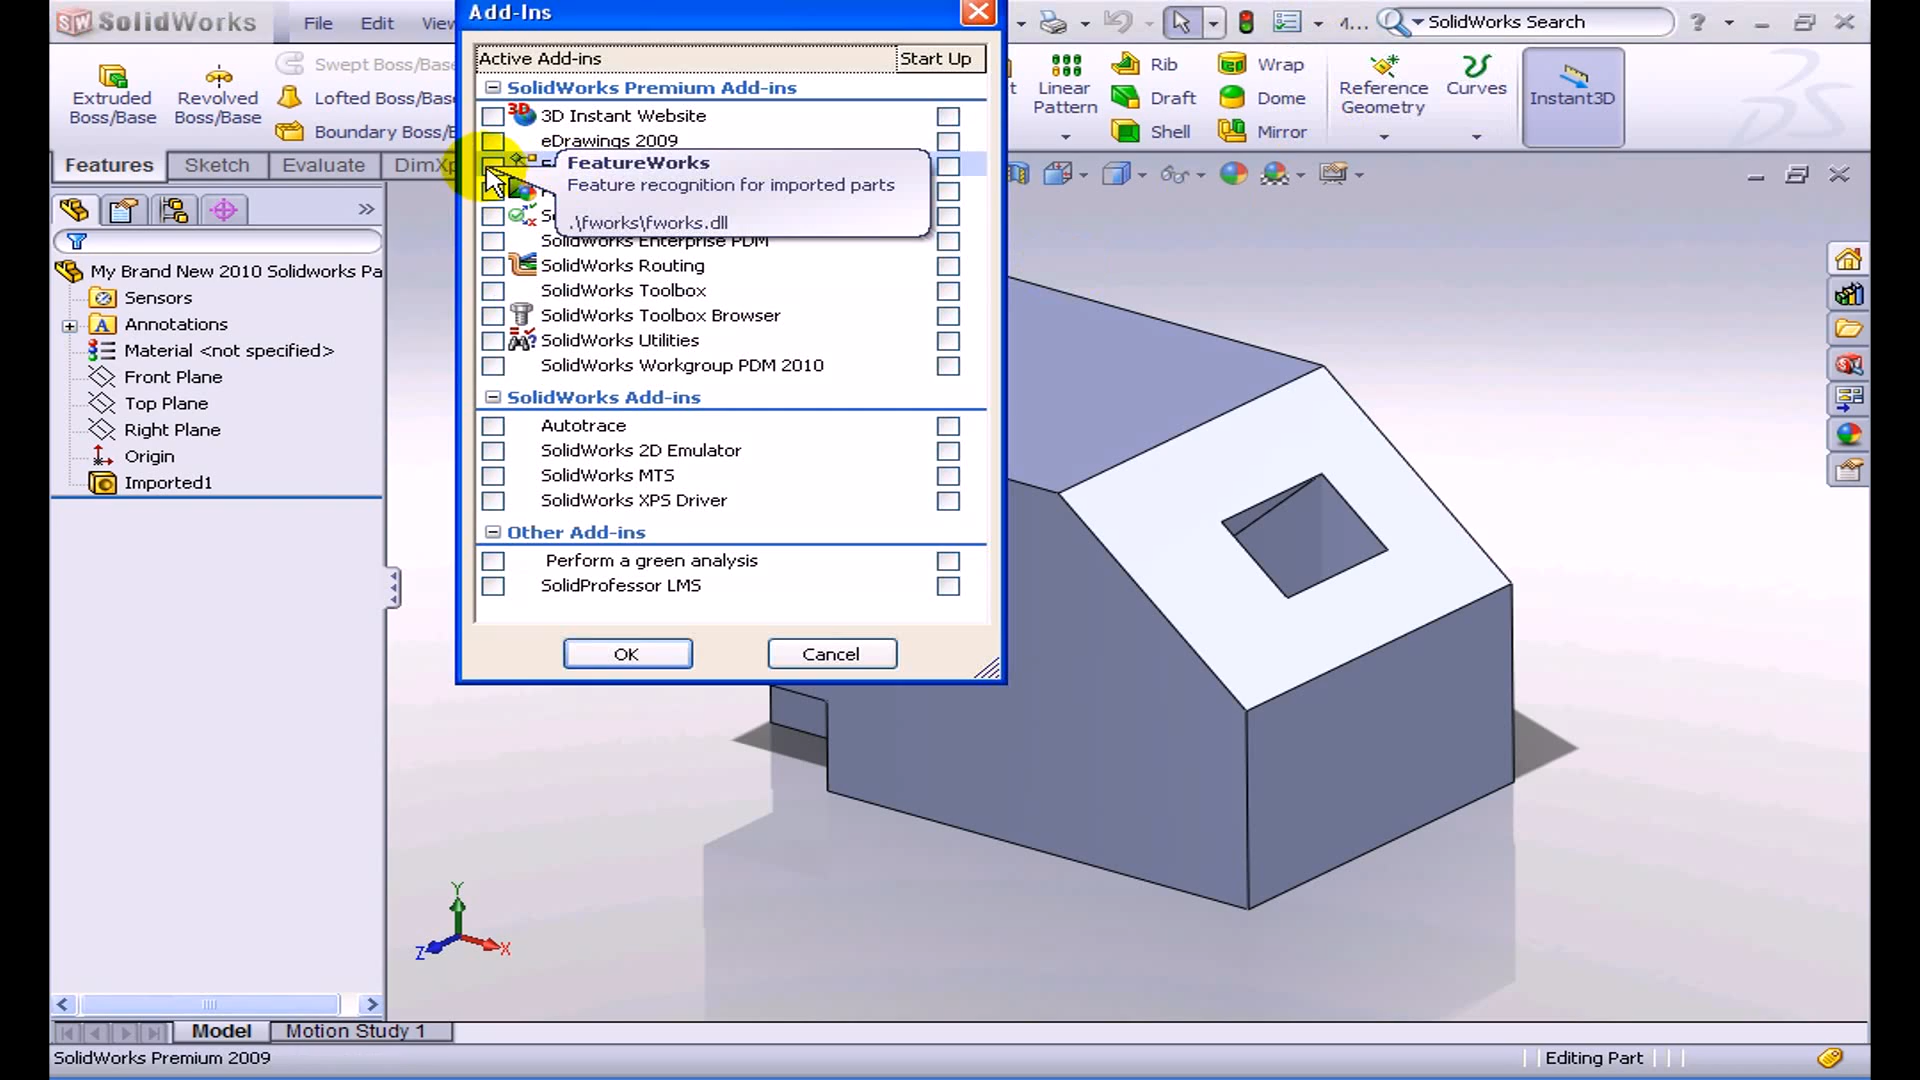 SolidWorks
File
Edit
Add-Ins
4...
SolidWorks Search
Active Add-ins
Start Up
SolidWorks Premium Add-ins
3D Instant Website
eDrawings 2009
FeatureWorks
Feature recognition for imported parts
.\fworks\fworks.dll
SolidWorks Enterprise PDM
SolidWorks Routing
SolidWorks Toolbox
SolidWorks Toolbox Browser
SolidWorks Utilities
SolidWorks Workgroup PDM 2010
SolidWorks Add-ins
Autotrace
SolidWorks 2D Emulator
SolidWorks MTS
SolidWorks XPS Driver
Other Add-ins
Perform a green analysis
SolidProfessor LMS
OK
Cancel
Extruded
Boss/Base
Revolved
Boss/Base
Swept Boss/Base
Lofted Boss/Bas
Boundary Boss/
Linear
Pattern
Rib
Draft
Shell
Wrap
Dome
Mirror
Reference
Geometry
Curves
Instant3D
Features
Sketch
Evaluate
DimXp
My Brand New 2010 Solidworks Pa
Sensors
Annotations
Material <not specified>
Front Plane
Top Plane
Right Plane
Origin
Imported1
Y
Z
X
Model
Motion Study 1
SolidWorks Premium 2009
Editing Part